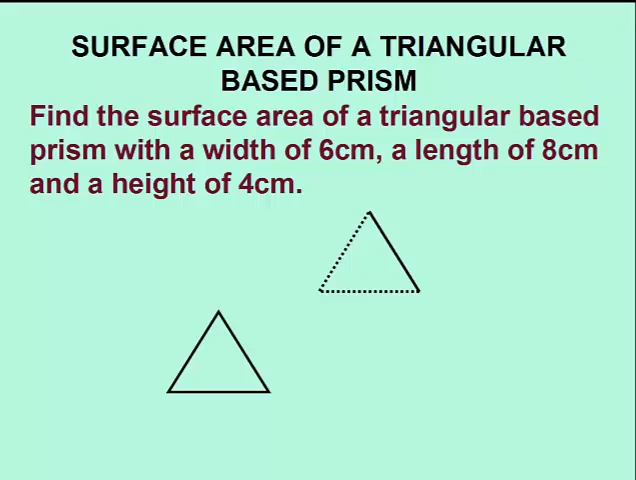 SURFACE AREA OF A TRIANGULAR
BASED PRISM
Find the surface area of a triangular based
prism with a width of 6cm, a length of 8cm
and a height of 4cm.